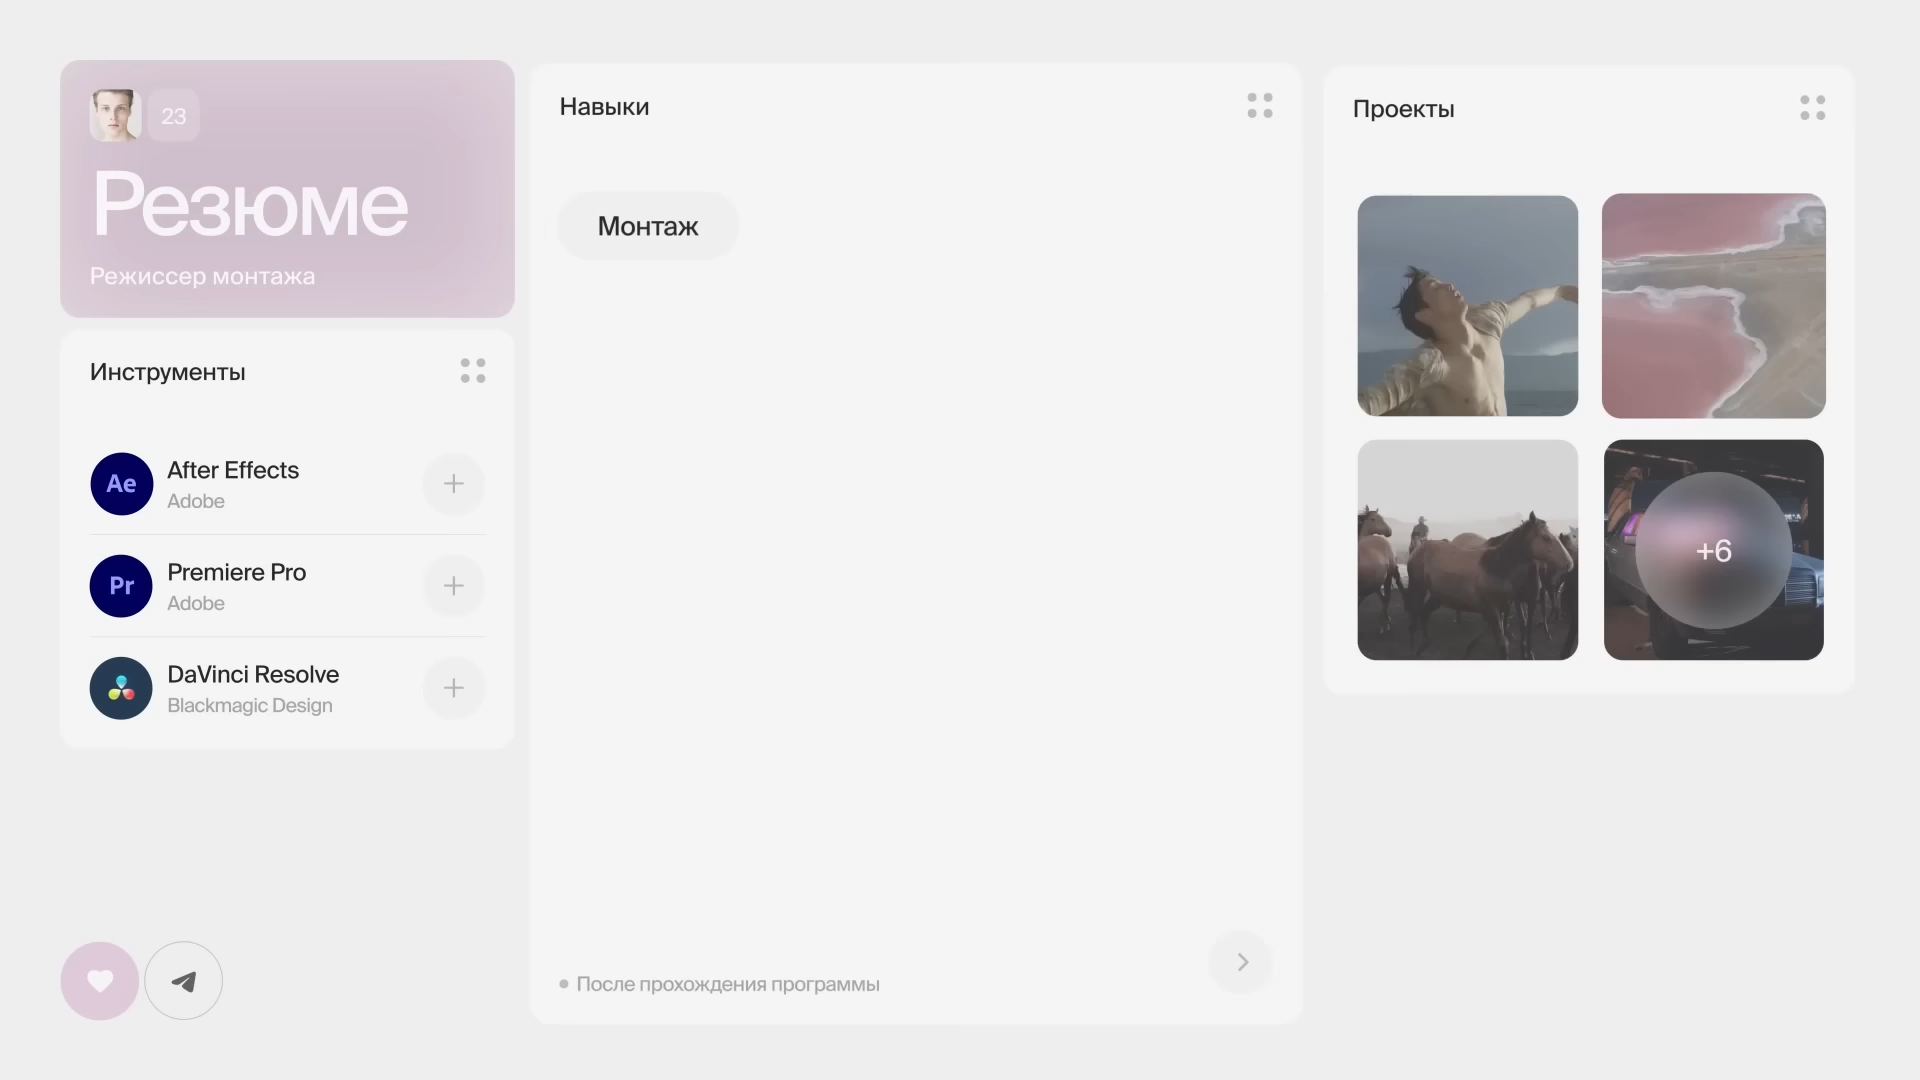 23
Резюме
Режиссер монтажа
Инструменты
Ae
After Effects
Adobe
Pr
Premiere Pro
Adobe
DaVinci Resolve
Blackmagic Design
Навыки
Монтаж
После прохождения программы
Проекты
+6